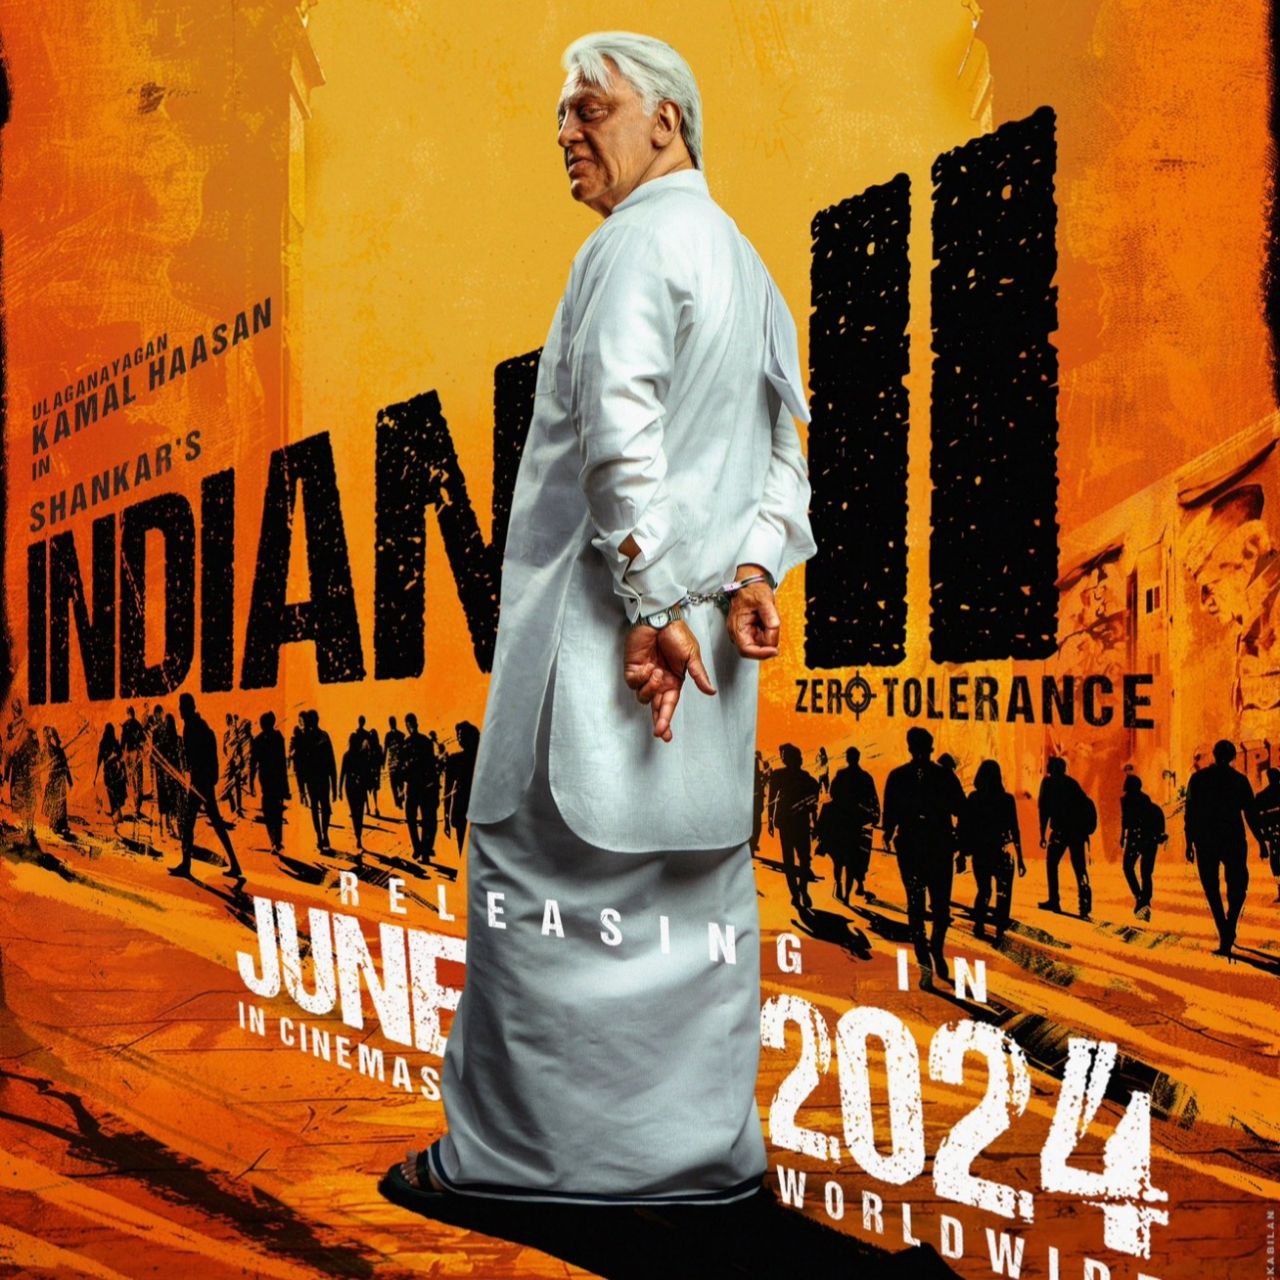 ULAGANAYAGAN
KAMAL HAASAN
IN
SHANKAR'S
INDIAN II
ZERO TOLERANCE
RELEASING IN
JUNE 2024
IN CINEMAS WORLDWIDE
KABILAN